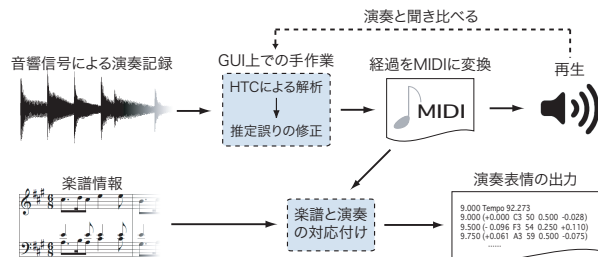 演奏と聞き比べる
音響信号による演奏記録
GUI上での手作業
経過をMIDIに変換
再生
HTCによる解析
推定誤りの修正
MIDI
楽譜情報
楽譜と演奏
の対応付け
演奏表情の出力
9.000 Tempo 92.273
9.000 (+0.000 C3 50 0.500 -0.028)
9.500 (-0.096 F3 54 0.250 +0.110)
9.750 (+0.061 A3 59 0.500 -0.075)
......